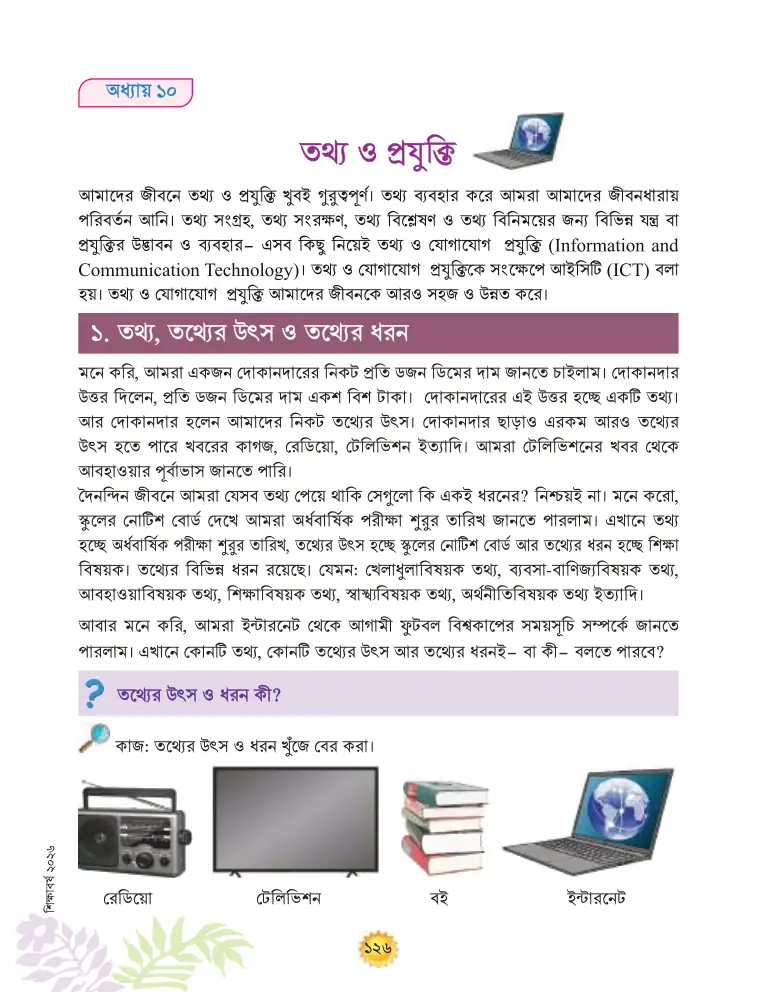 অধ্যায় ১০
তথ্য ও প্রযুক্তি
আমাদের জীবনে তথ্য ও প্রযুক্তি খুবই গুরুত্বপূর্ণ। তথ্য ব্যবহার করে আমরা আমাদের জীবনধারায়
পরিবর্তন আনি। তথ্য সংগ্রহ, তথ্য সংরক্ষণ, তথ্য বিশ্লেষণ ও তথ্য বিনিময়ের জন্য বিভিন্ন যন্ত্র বা
প্রযুক্তির উদ্ভাবন ও ব্যবহার– এসব কিছু নিয়েই তথ্য ও যোগাযোগ প্রযুক্তি (Information and
Communication Technology)। তথ্য ও যোগাযোগ প্রযুক্তিকে সংক্ষেপে আইসিটি (ICT) বলা
হয়। তথ্য ও যোগাযোগ প্রযুক্তি আমাদের জীবনকে আরও সহজ ও উন্নত করে।
১. তথ্য, তথ্যের উৎস ও তথ্যের ধরন
মনে করি, আমরা একজন দোকানদারের নিকট প্রতি ডজন ডিমের দাম জানতে চাইলাম। দোকানদার
উত্তর দিলেন, প্রতি ডজন ডিমের দাম একশ বিশ টাকা। দোকানদারের এই উত্তর হচ্ছে একটি তথ্য।
আর দোকানদার হলেন আমাদের নিকট তথ্যের উৎস। দোকানদার ছাড়াও এরকম আরও তথ্যের
উৎস হতে পারে খবরের কাগজ, রেডিয়ো, টেলিভিশন ইত্যাদি। আমরা টেলিভিশনের খবর থেকে
আবহাওয়ার পূর্বাভাস জানতে পারি।
দৈনন্দিন জীবনে আমরা যেসব তথ্য পেয়ে থাকি সেগুলো কি একই ধরনের? নিশ্চয়ই না। মনে করো,
স্কুলের নোটিশ বোর্ড দেখে আমরা অর্ধবার্ষিক পরীক্ষা শুরুর তারিখ জানতে পারলাম। এখানে তথ্য
হচ্ছে অর্ধবার্ষিক পরীক্ষা শুরুর তারিখ, তথ্যের উৎস হচ্ছে স্কুলের নোটিশ বোর্ড আর তথ্যের ধরন হচ্ছে শিক্ষা
বিষয়ক। তথ্যের বিভিন্ন ধরন রয়েছে। যেমন: খেলাধুলাবিষয়ক তথ্য, ব্যবসা-বাণিজ্যবিষয়ক তথ্য,
আবহাওয়াবিষয়ক তথ্য, শিক্ষাবিষয়ক তথ্য, স্বাস্থ্যবিষয়ক তথ্য, অর্থনীতিবিষয়ক তথ্য ইত্যাদি।
আবার মনে করি, আমরা ইন্টারনেট থেকে আগামী ফুটবল বিশ্বকাপের সময়সূচি সম্পর্কে জানতে
পারলাম। এখানে কোনটি তথ্য, কোনটি তথ্যের উৎস আর তথ্যের ধরনই– বা কী– বলতে পারবে?
? তথ্যের উৎস ও ধরন কী?
কাজ: তথ্যের উৎস ও ধরন খুঁজে বের করা।
রেডিয়ো টেলিভিশন বই ইন্টারনেট
শিক্ষাবর্ষ ২০২৬
১২৬